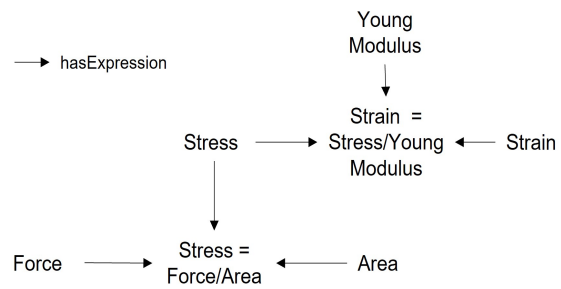 Young
Modulus
hasExpression
Strain =
Stress
Stress/Young
Strain
Modulus
Stress =
Force
Force/Area
Area